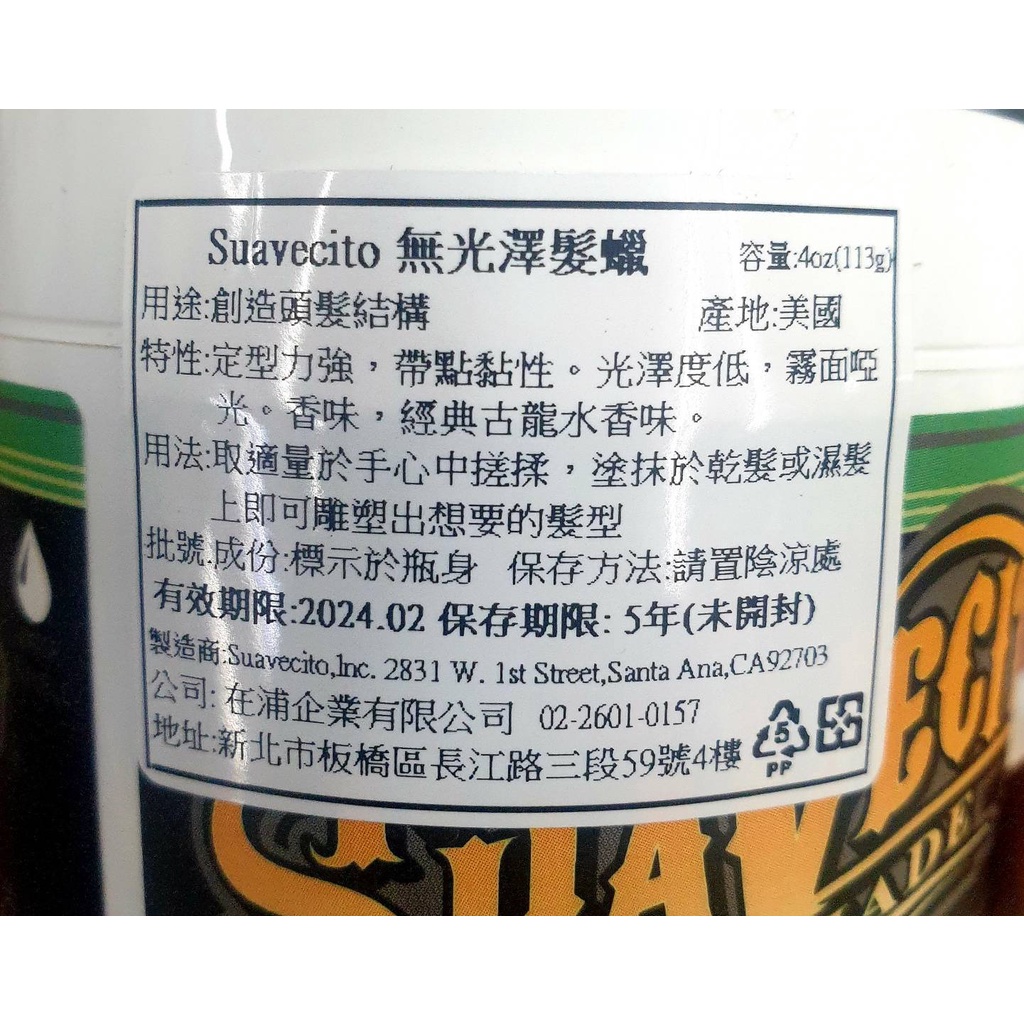 Suavecito 無光澤髮蠟 容量:4oz(113g)
用途:創造頭髮結構 產地:美國
特性:定型力強，帶點黏性。光澤度低，霧面啞
光。香味，經典古龍水香味。
用法:取適量於手心中搓揉，塗抹於乾髮或濕髮
上即可雕塑出想要的髮型
批號.成份:標示於瓶身 保存方法:請置陰涼處
有效期限:2024.02 保存期限: 5年(未開封)
製造商:Suavecito,Inc. 2831 W. 1st Street,Santa Ana,CA92703
公司: 在浦企業有限公司 02-2601-0157
地址:新北市板橋區長江路三段59號4樓
5
PP
SUAVECI